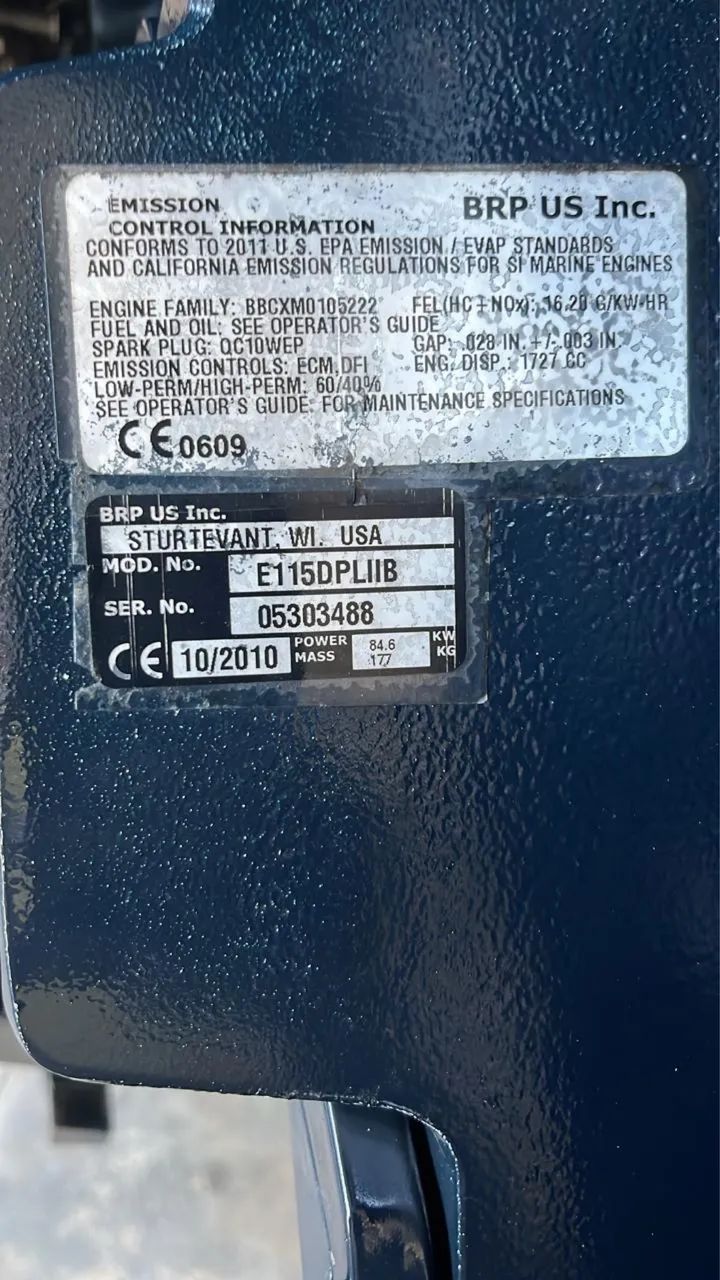 EMISSION
CONTROL INFORMATION
BRP US Inc.
CONFORMS TO 2011 U.S. EPA EMISSION / EVAP STANDARDS
AND CALIFORNIA EMISSION REGULATIONS FOR SI MARINE ENGINES
ENGINE FAMILY: BBCXM0105222 FEL(HC+NOx): 16.20 G/KW-HR
FUEL AND OIL: SEE OPERATOR'S GUIDE
SPARK PLUG: QC10WEP GAP: .028 IN. +/-.003 IN.
EMISSION CONTROLS: ECM,DFI ENG. DISP.: 1727 CC
LOW-PERM/HIGH-PERM: 60/40%
SEE OPERATOR'S GUIDE FOR MAINTENANCE SPECIFICATIONS
CE 0609
BRP US Inc.
STURTEVANT, WI. USA
MOD. No. E115DPLIIB
SER. No. 05303488
CE 10/2010 POWER 84.6 KW
MASS 177 KG